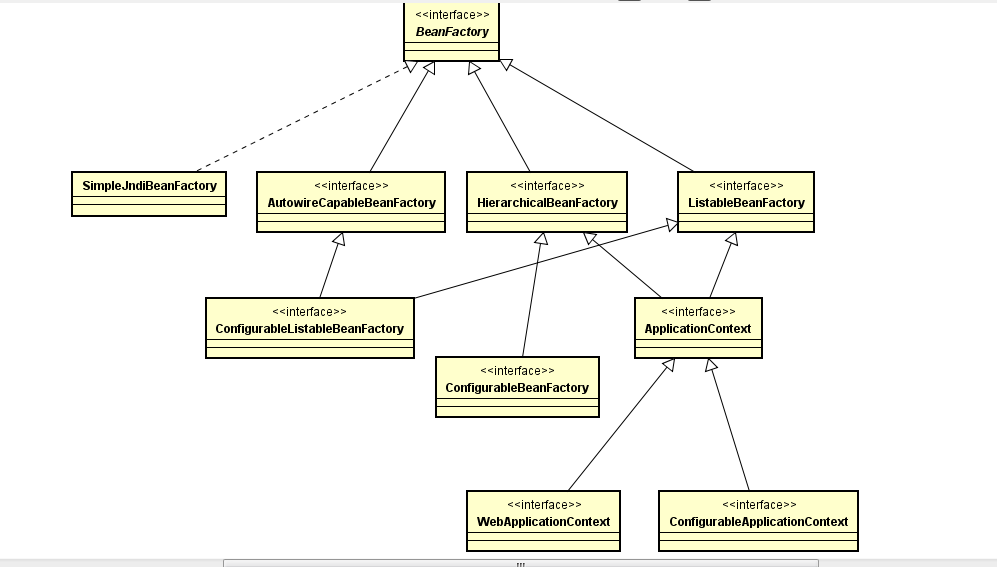 <<interface>>
BeanFactory
SimpleJndiBeanFactory
<<interface>>
AutowireCapableBeanFactory
<<interface>>
HierarchicalBeanFactory
<<interface>>
ListableBeanFactory
<<interface>>
ConfigurableListableBeanFactory
<<interface>>
ApplicationContext
<<interface>>
ConfigurableBeanFactory
<<interface>>
WebApplicationContext
<<interface>>
ConfigurableApplicationContext